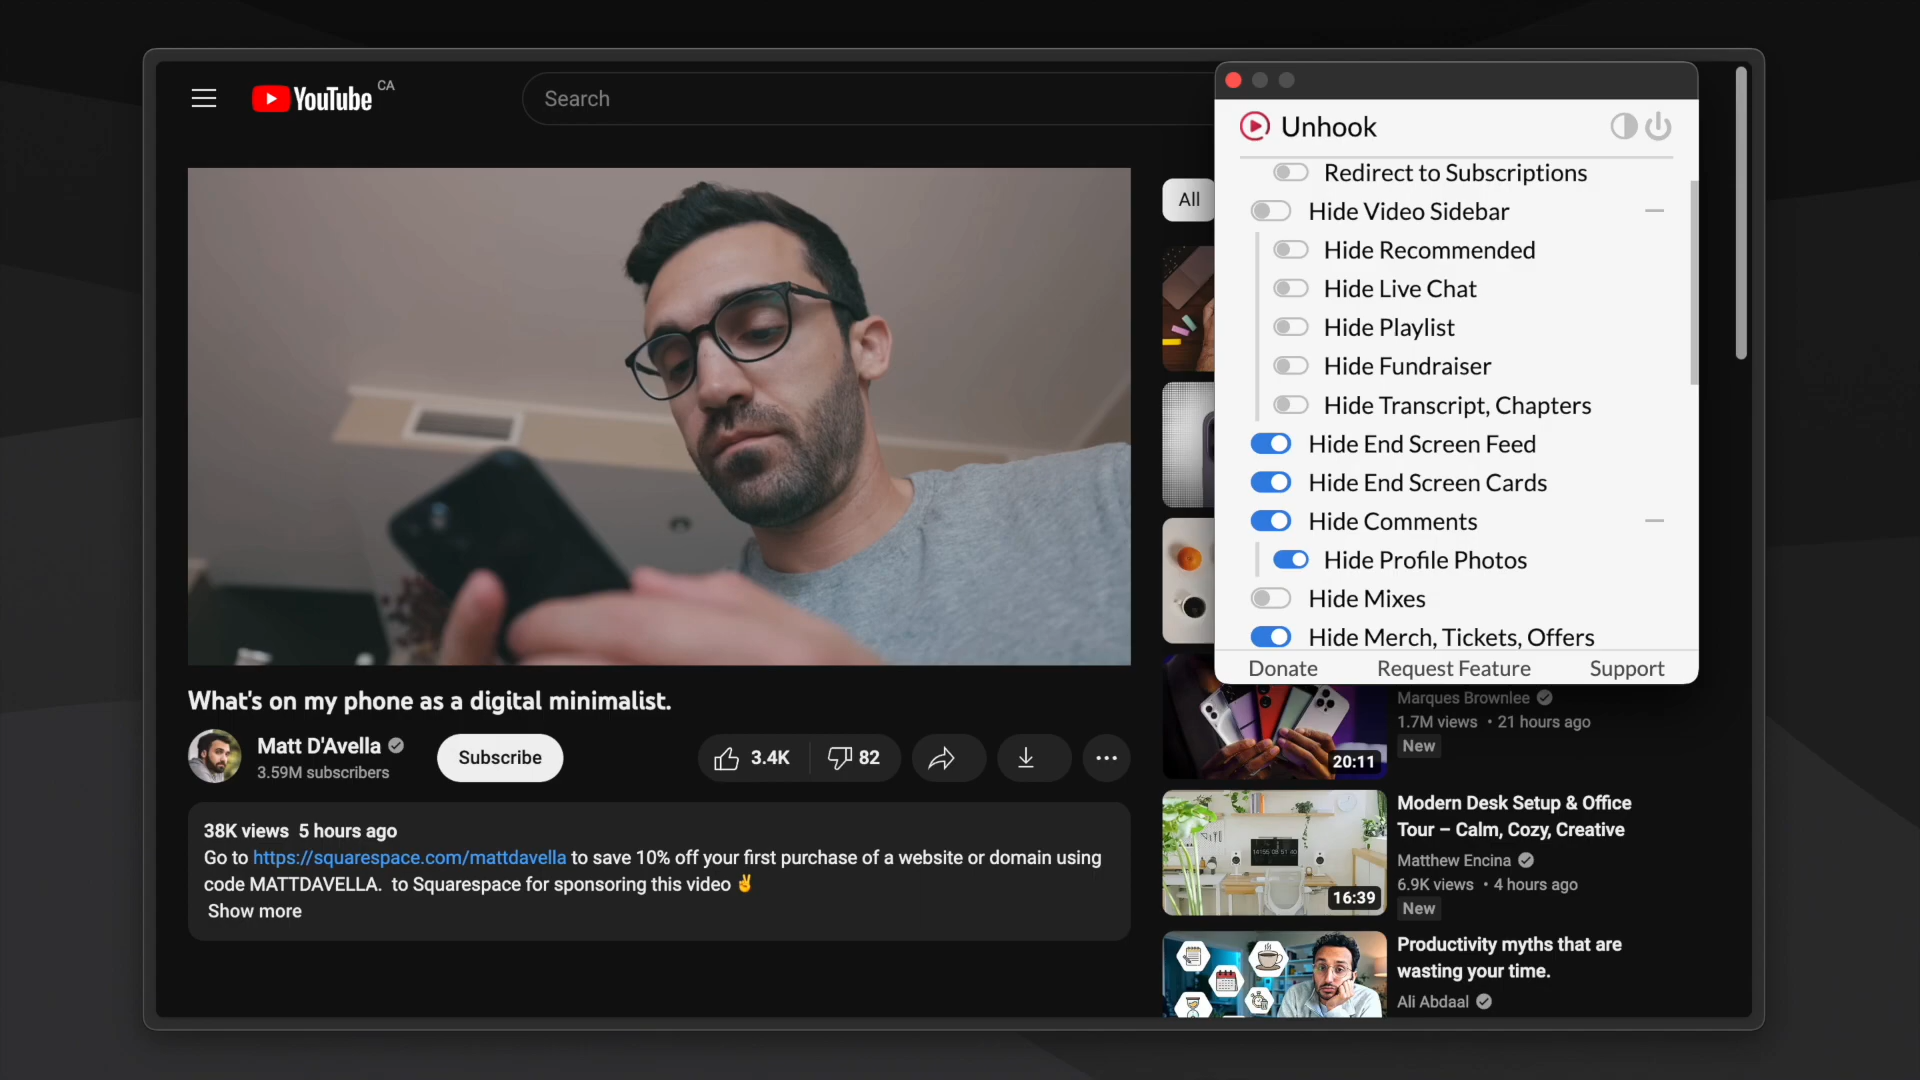 YouTube CA
Search
All
Unhook
Redirect to Subscriptions
Hide Video Sidebar
Hide Recommended
Hide Live Chat
Hide Playlist
Hide Fundraiser
Hide Transcript, Chapters
Hide End Screen Feed
Hide End Screen Cards
Hide Comments
Hide Profile Photos
Hide Mixes
Hide Merch, Tickets, Offers
Donate Request Feature Support
What's on my phone as a digital minimalist.
Matt D'Avella
3.59M subscribers
Subscribe
3.4K
82
38K views 5 hours ago
Go to https://squarespace.com/mattdavella to save 10% off your first purchase of a website or domain using
code MATTDAVELLA. to Squarespace for sponsoring this video ✌
Show more
20:11
Marques Brownlee
1.7M views • 21 hours ago
New
16:39
Modern Desk Setup & Office
Tour – Calm, Cozy, Creative
Matthew Encina
6.9K views • 4 hours ago
New
Productivity myths that are
wasting your time.
Ali Abdaal